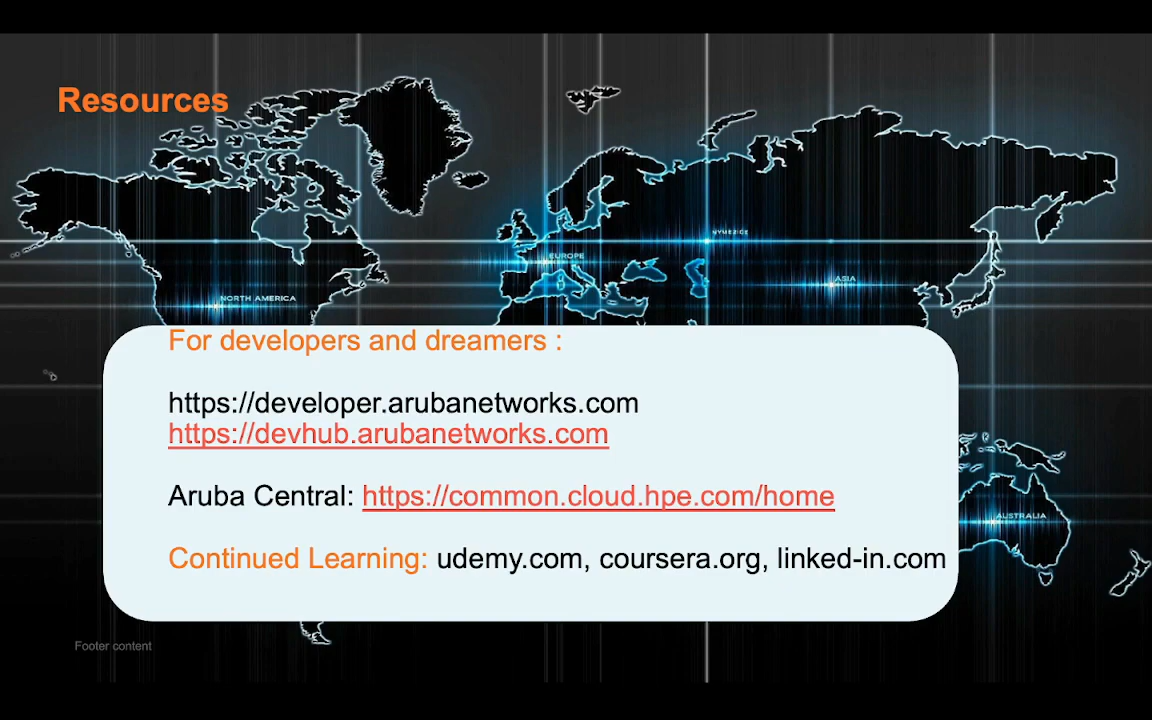 Resources
NYMEZICE
EUROPE
ASIA
NORTH AMERICA
For developers and dreamers :
https://developer.arubanetworks.com
https://devhub.arubanetworks.com
Aruba Central: https://common.cloud.hpe.com/home
AUSTRALIA
Continued Learning: udemy.com, coursera.org, linked-in.com
Footer content